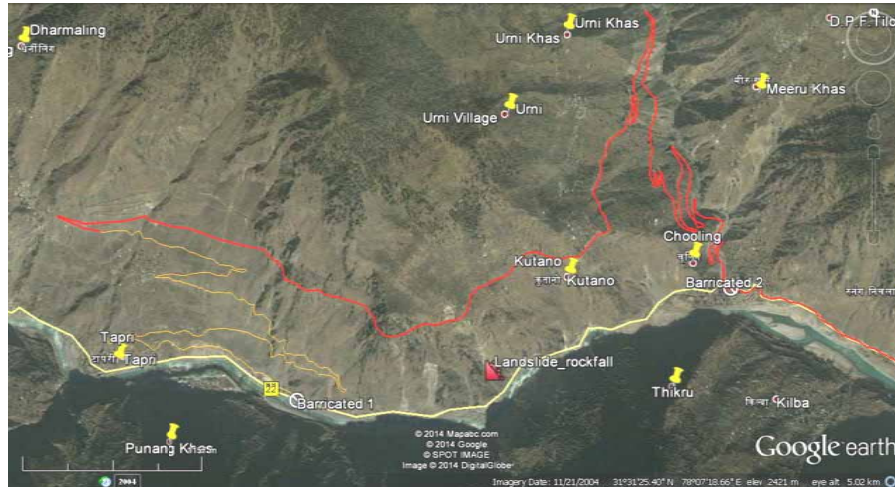 Dharmaling
Urni Khas
Urni Khas
D P F Tilo
Meeru Khas
Urni
Urni Village
Chooling
Kutano
Kutano
Barricated 2
Tapri
टापरी Tapri
Landslide_rockfall
22
Barricated 1
Thikru
Kilba
Punang Khas
Google earth
© 2014 Mapabc.com
© 2014 Google
© SPOT IMAGE
Image © 2014 DigitalGlobe
2004
Imagery Date: 11/21/2004 31°31'25.40" N 78°07'18.66" E elev 2421 m eye alt 5.02 km